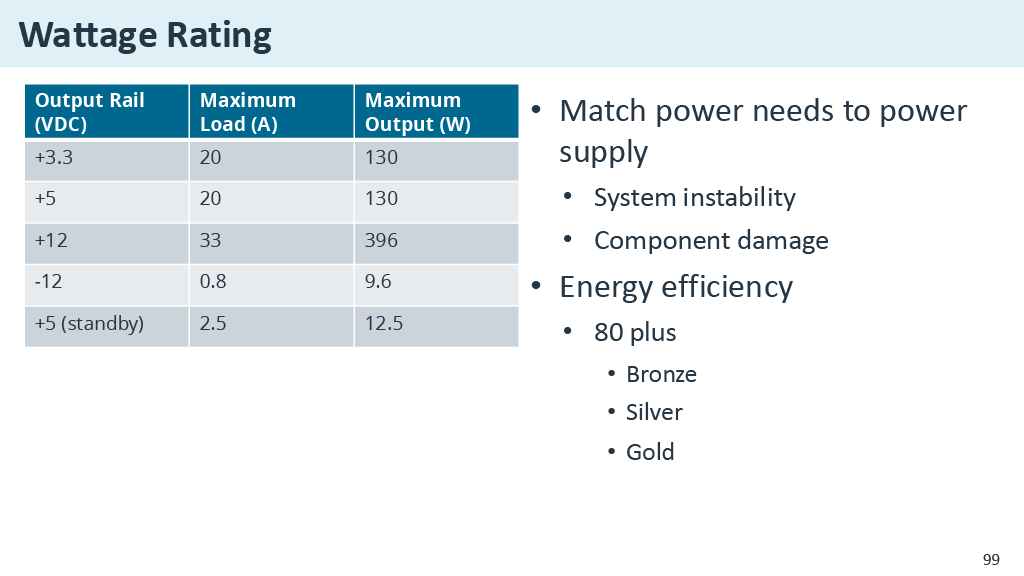 Wattage Rating
Output Rail (VDC) Maximum Load (A) Maximum Output (W)
+3.3 20 130
+5 20 130
+12 33 396
-12 0.8 9.6
+5 (standby) 2.5 12.5
• Match power needs to power
supply
• System instability
• Component damage
• Energy efficiency
• 80 plus
• Bronze
• Silver
• Gold
99